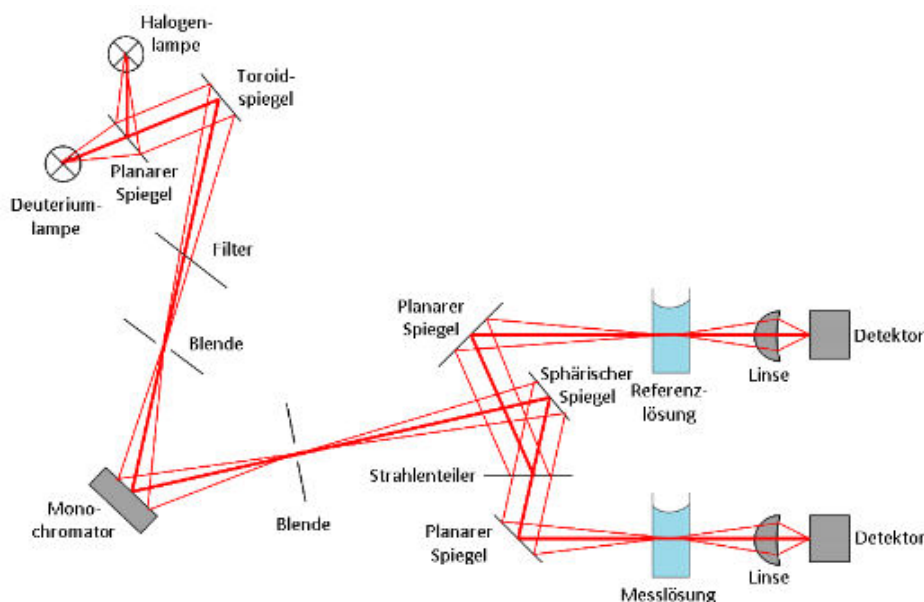 Halogen-
lampe
Toroid-
spiegel
Planarer
Spiegel
Deuterium-
lampe
Filter
Blende
Planarer
Spiegel
Detektor
Linse
Sphärischer
Spiegel
Referenz-
lösung
Strahlenteiler
Mono-
chromator
Blende
Planarer
Spiegel
Detektor
Linse
Messlösung